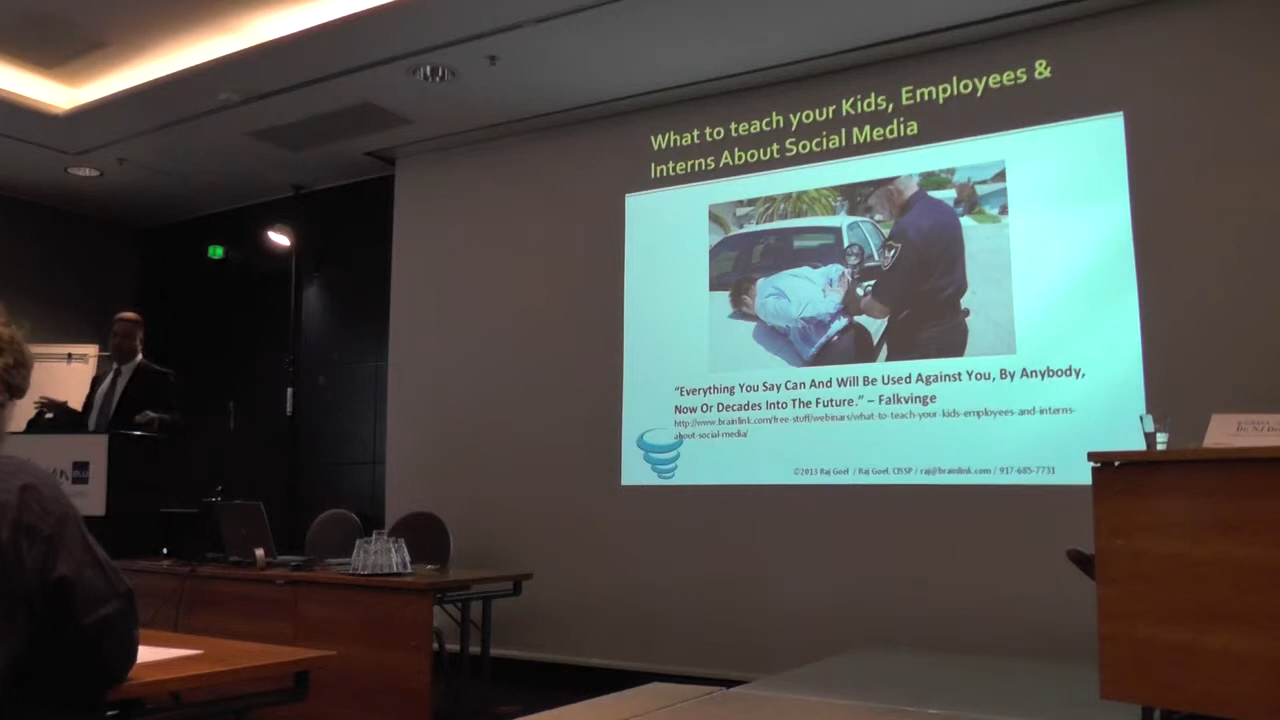 What to teach your Kids, Employees &
Interns About Social Media
“Everything You Say Can And Will Be Used Against You, By Anybody,
Now Or Decades Into The Future.” – Falkvinge
http://www.brainlink.com/free-stuff/webinars/what-to-teach-your-kids-employees-and-interns-
about-social-media/
©2013 Raj Goel / Raj Goel, CISSP / raj@brainlink.com / 917-685-7731